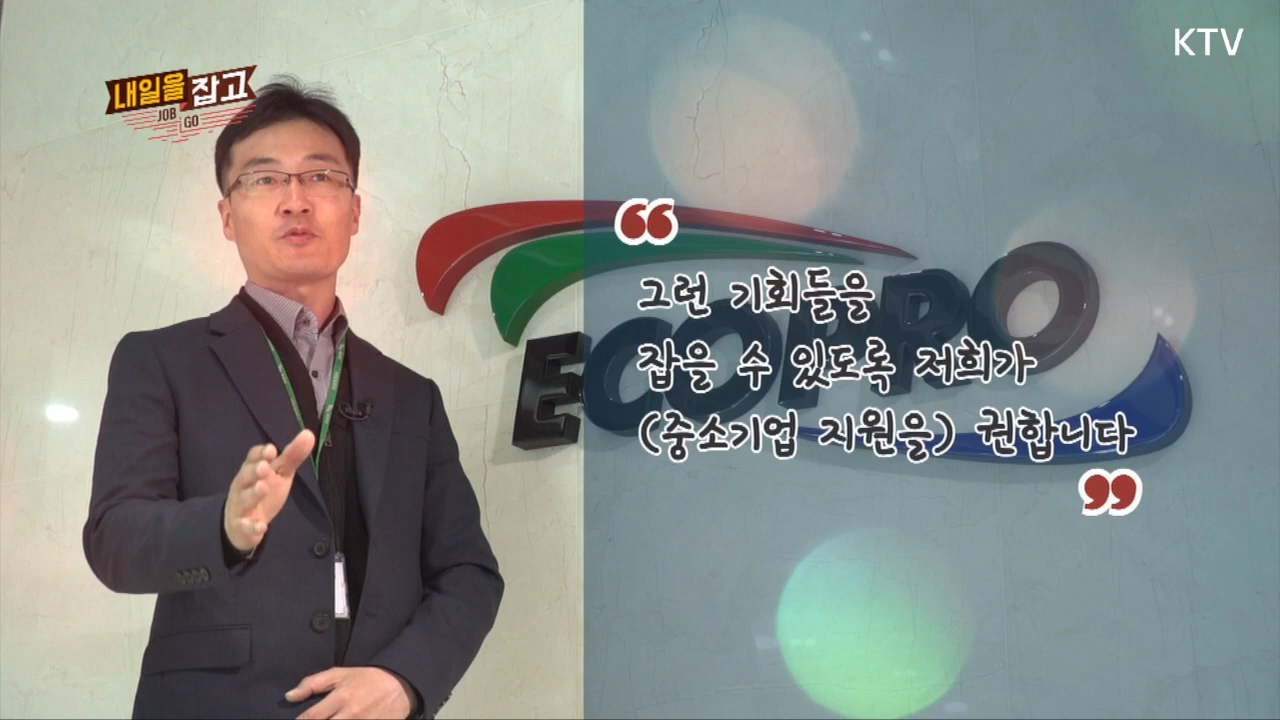 KTV
내일을 잡고
JOB GO
ECOPRO
그런 기회들을
잡을 수 있도록 저희가
(중소기업 지원을) 권합니다